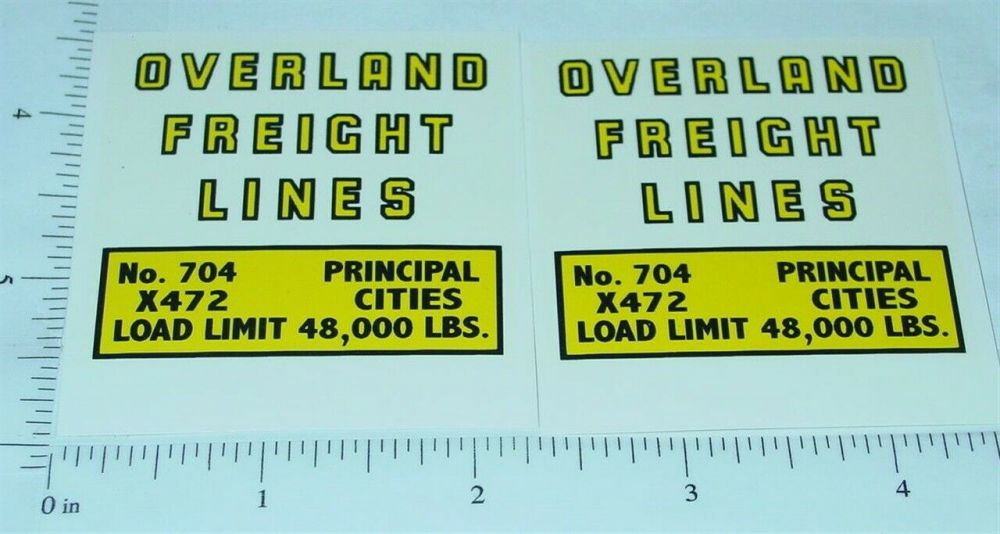 OVERLAND
FREIGHT
LINES
No. 704 PRINCIPAL
X472 CITIES
LOAD LIMIT 48,000 LBS.
OVERLAND
FREIGHT
LINES
No. 704 PRINCIPAL
X472 CITIES
LOAD LIMIT 48,000 LBS.
4
5
0 in 1 2 3 4